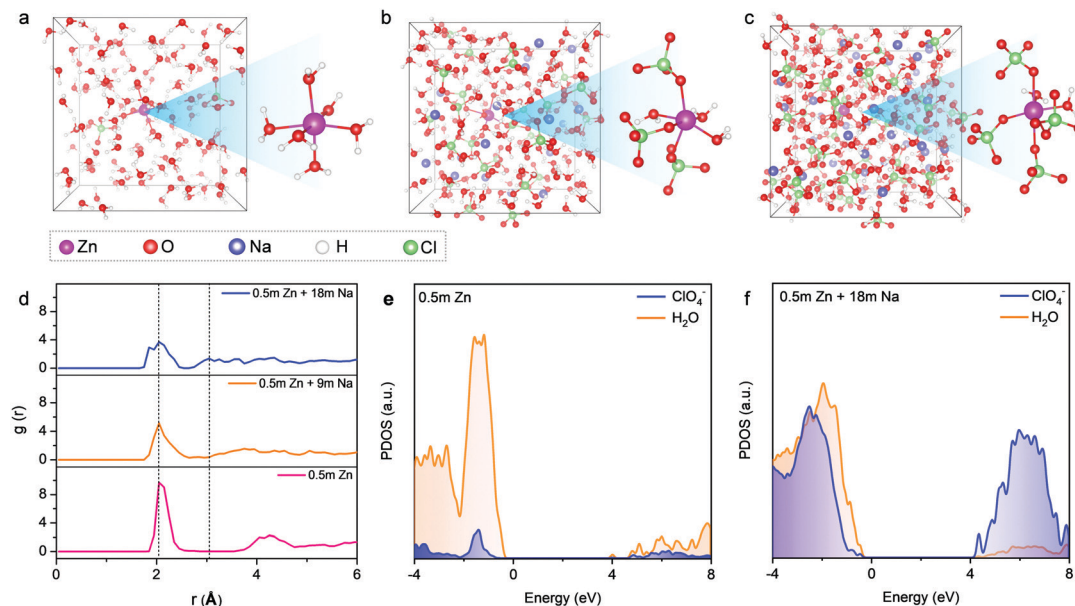 a
b
c
Zn
O
Na
H
Cl
d
0.5m Zn + 18m Na
0.5m Zn + 9m Na
0.5m Zn
8
4
0
8
4
0
8
4
0
g (r)
0
2
4
6
r (Å)
e
0.5m Zn
ClO₄⁻
H₂O
PDOS (a.u.)
-4
0
4
8
Energy (eV)
f
0.5m Zn + 18m Na
ClO₄⁻
H₂O
PDOS (a.u.)
-4
0
4
8
Energy (eV)